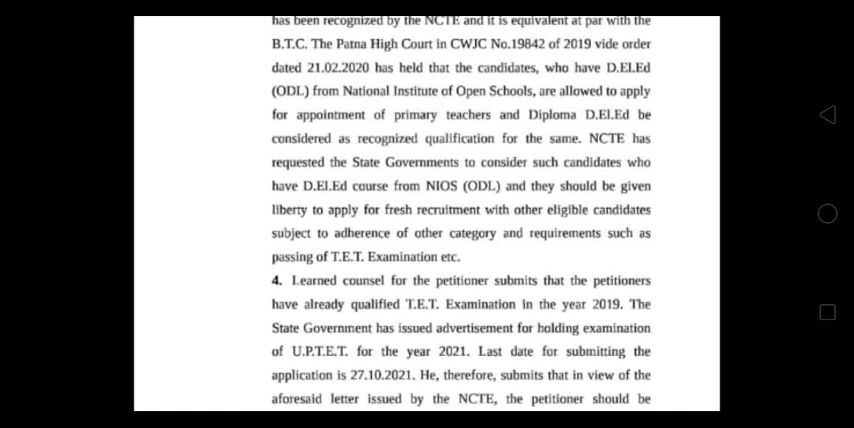 has been recognized by the NCTE and it is equivalent at par with the
B.T.C. The Patna High Court in CWJC No.19842 of 2019 vide order
dated 21.02.2020 has held that the candidates, who have D.El.Ed
(ODL) from National Institute of Open Schools, are allowed to apply
for appointment of primary teachers and Diploma D.El.Ed be
considered as recognized qualification for the same. NCTE has
requested the State Governments to consider such candidates who
have D.El.Ed course from NIOS (ODL) and they should be given
liberty to apply for fresh recruitment with other eligible candidates
subject to adherence of other category and requirements such as
passing of T.E.T. Examination etc.
4. Learned counsel for the petitioner submits that the petitioners
have already qualified T.E.T. Examination in the year 2019. The
State Government has issued advertisement for holding examination
of U.P.T.E.T. for the year 2021. Last date for submitting the
application is 27.10.2021. He, therefore, submits that in view of the
aforesaid letter issued by the NCTE, the petitioner should be